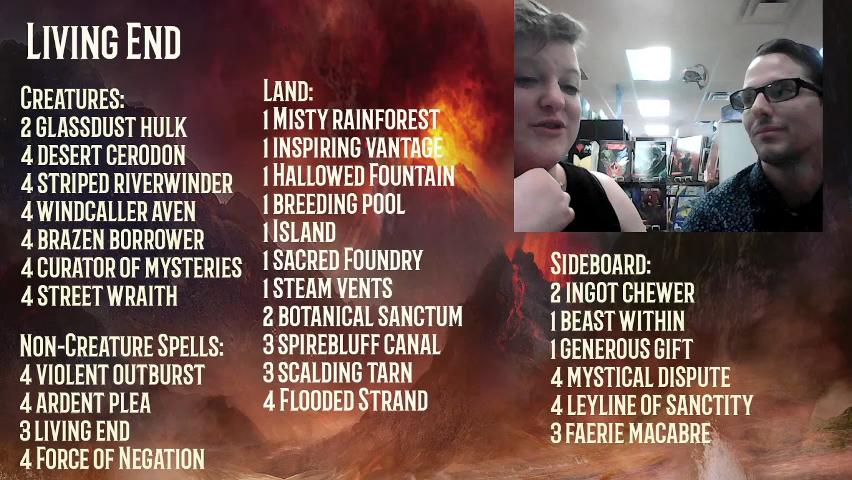 Living End
Creatures:
2 Glassdust Hulk
4 Desert Cerodon
4 Striped Riverwinder
4 Windcaller Aven
4 Brazen Borrower
4 Curator of Mysteries
4 Street Wraith
Non-Creature Spells:
4 Violent Outburst
4 Ardent Plea
3 Living End
4 Force of Negation
Land:
1 Misty Rainforest
1 Inspiring Vantage
1 Hallowed Fountain
1 Breeding Pool
1 Island
1 Sacred Foundry
1 Steam Vents
2 Botanical Sanctum
3 Spirebluff Canal
3 Scalding Tarn
4 Flooded Strand
Sideboard:
2 Ingot Chewer
1 Beast Within
1 Generous Gift
4 Mystical Dispute
4 Leyline of Sanctity
3 Faerie Macabre